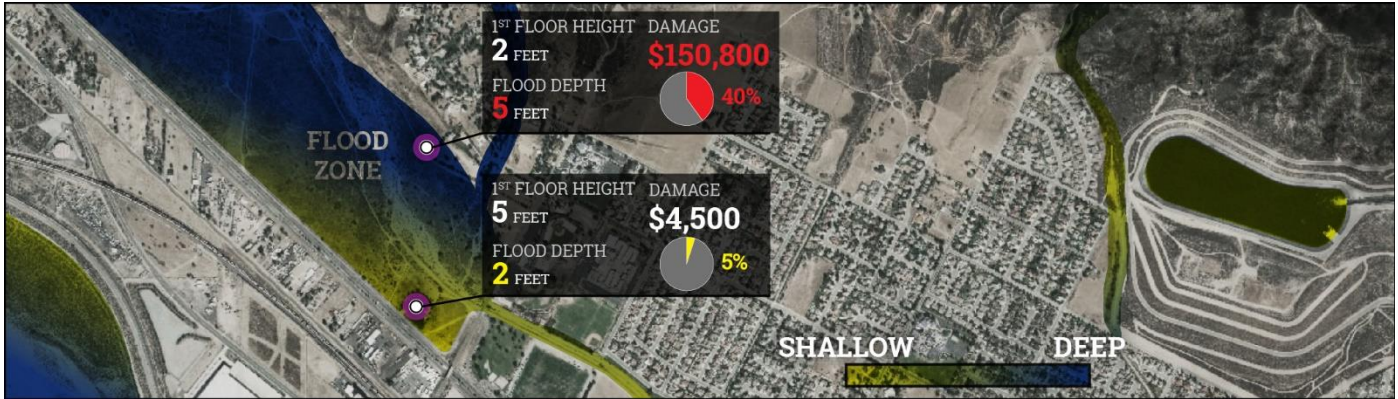 1ST FLOOR HEIGHT DAMAGE
2 FEET $150,800
FLOOD DEPTH
5 FEET 40%
FLOOD
ZONE
1ST FLOOR HEIGHT DAMAGE
5 FEET $4,500
FLOOD DEPTH
2 FEET 5%
SHALLOW DEEP